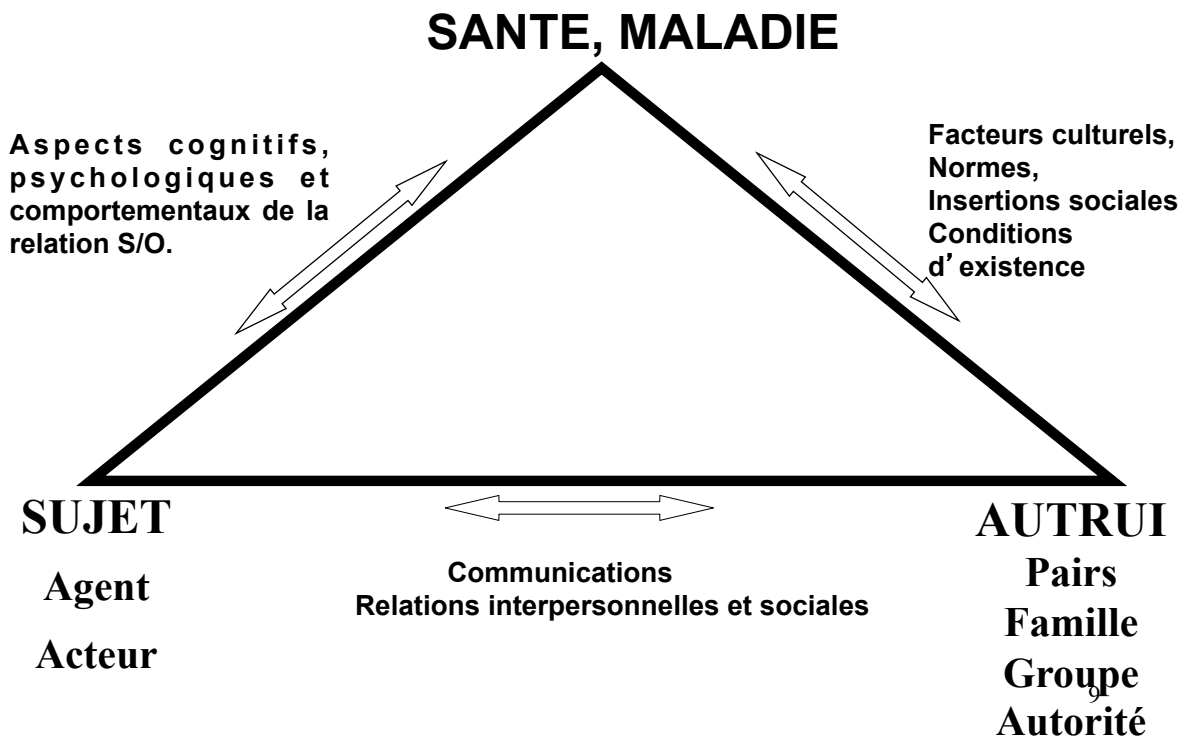 SANTE, MALADIE
Aspects cognitifs,
psychologiques et
comportementaux de la
relation S/O.
Facteurs culturels,
Normes,
Insertions sociales
Conditions
d’existence
SUJET
Agent
Acteur
Communications
Relations interpersonnelles et sociales
AUTRUI
Pairs
Famille
Groupe
9
Autorité